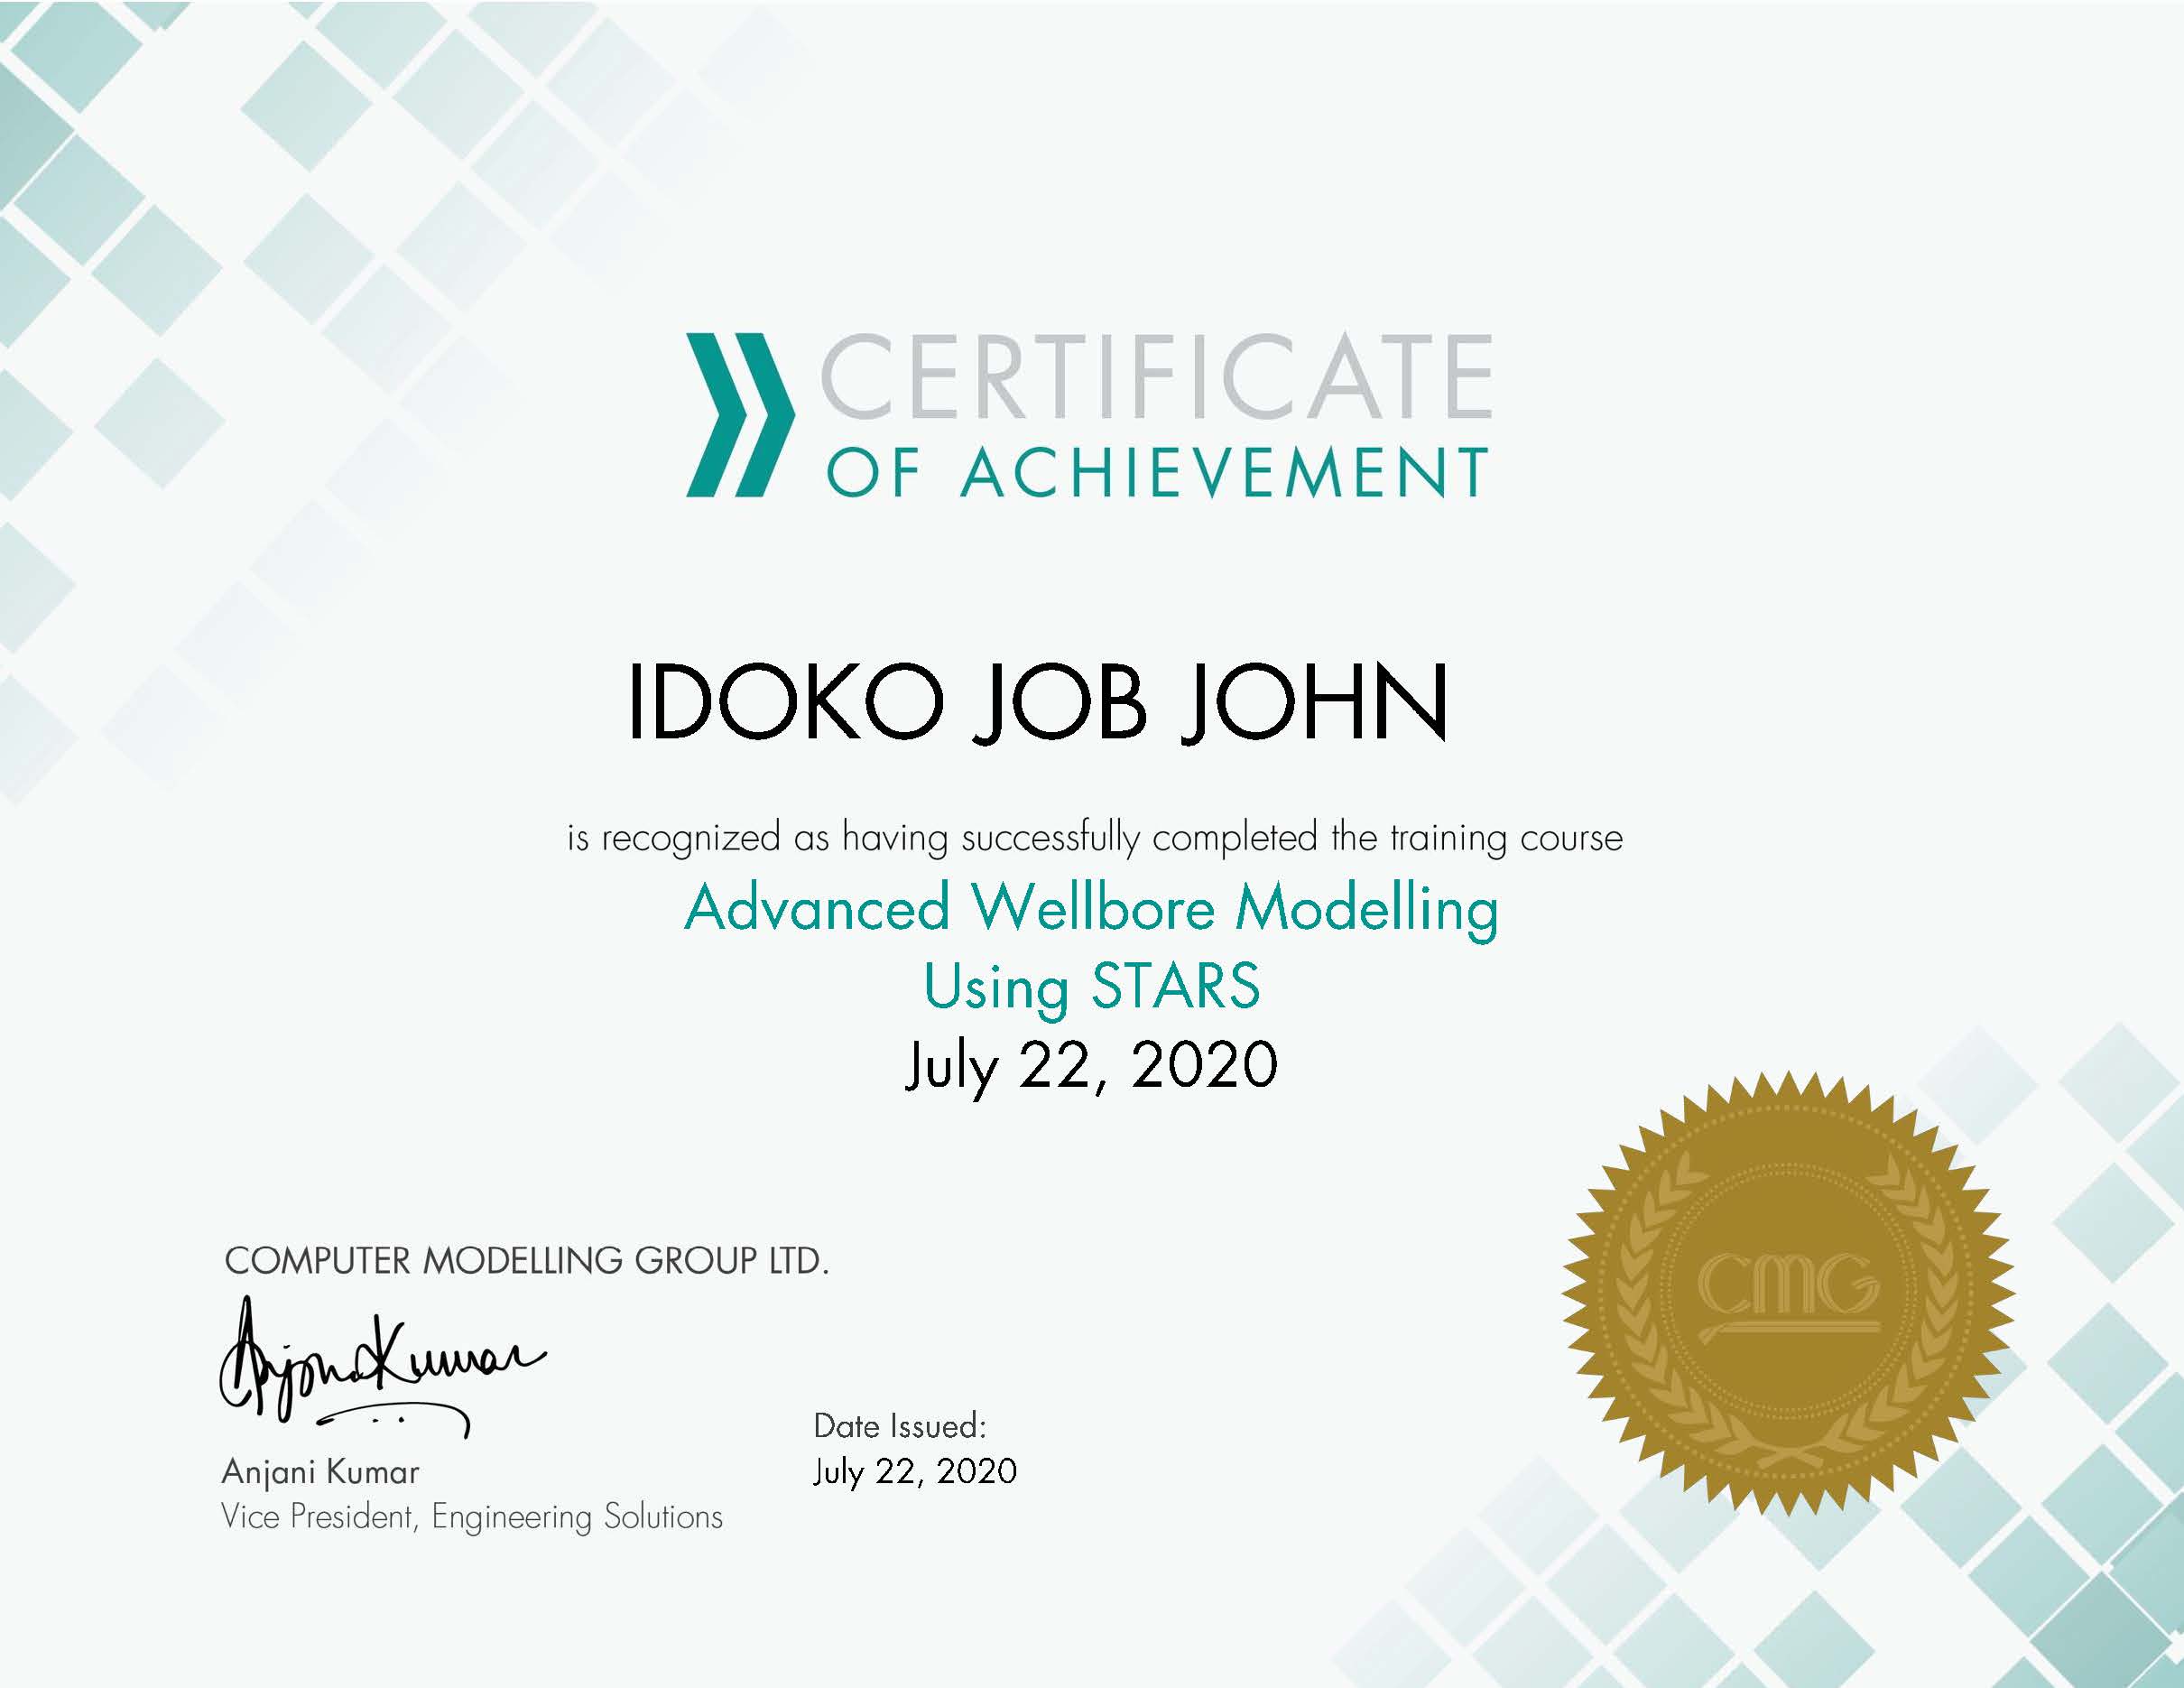 CERTIFICATE
OF ACHIEVEMENT
IDOKO JOB JOHN
is recognized as having successfully completed the training course
Advanced Wellbore Modelling
Using STARS
July 22, 2020
COMPUTER MODELLING GROUP LTD.
Anjani Kumar
Anjani Kumar
Vice President, Engineering Solutions
Date Issued:
July 22, 2020
CMG